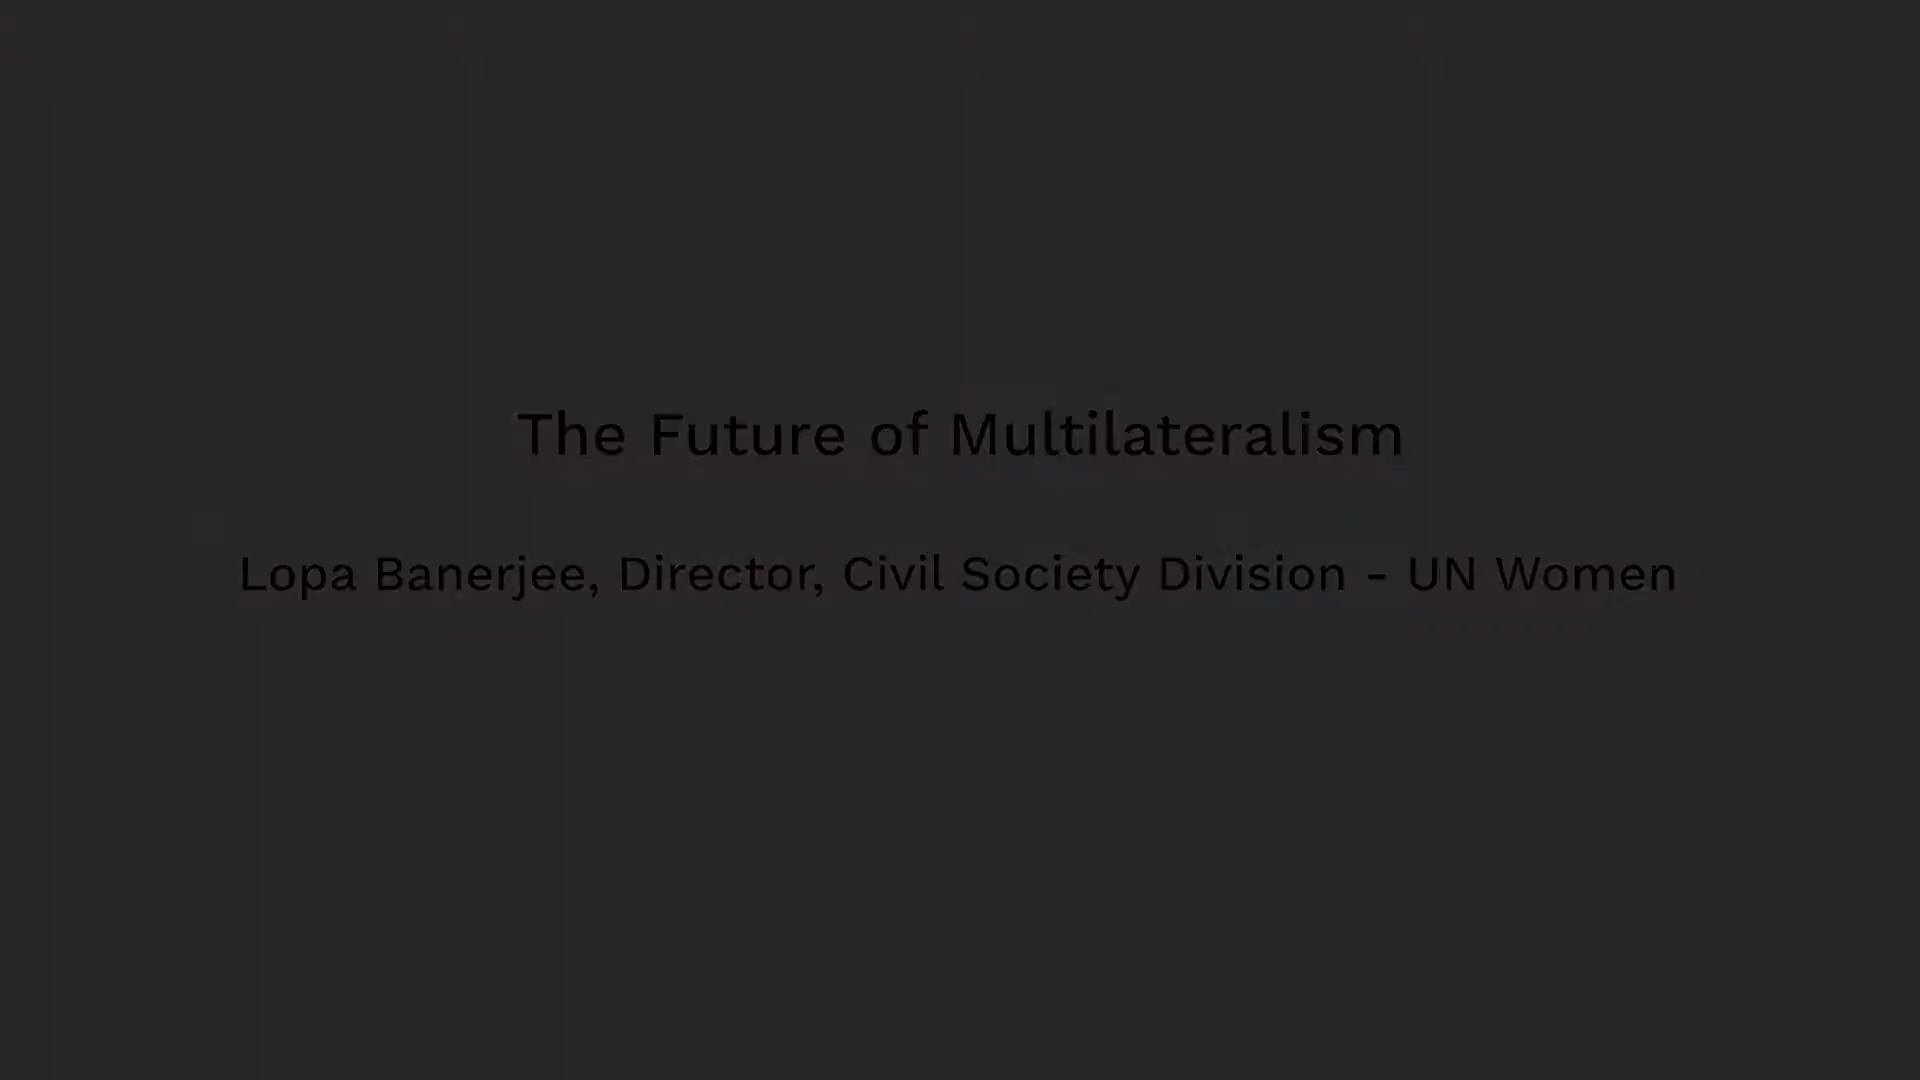 The Future of Multilateralism
Lopa Banerjee, Director, Civil Society Division - UN Women